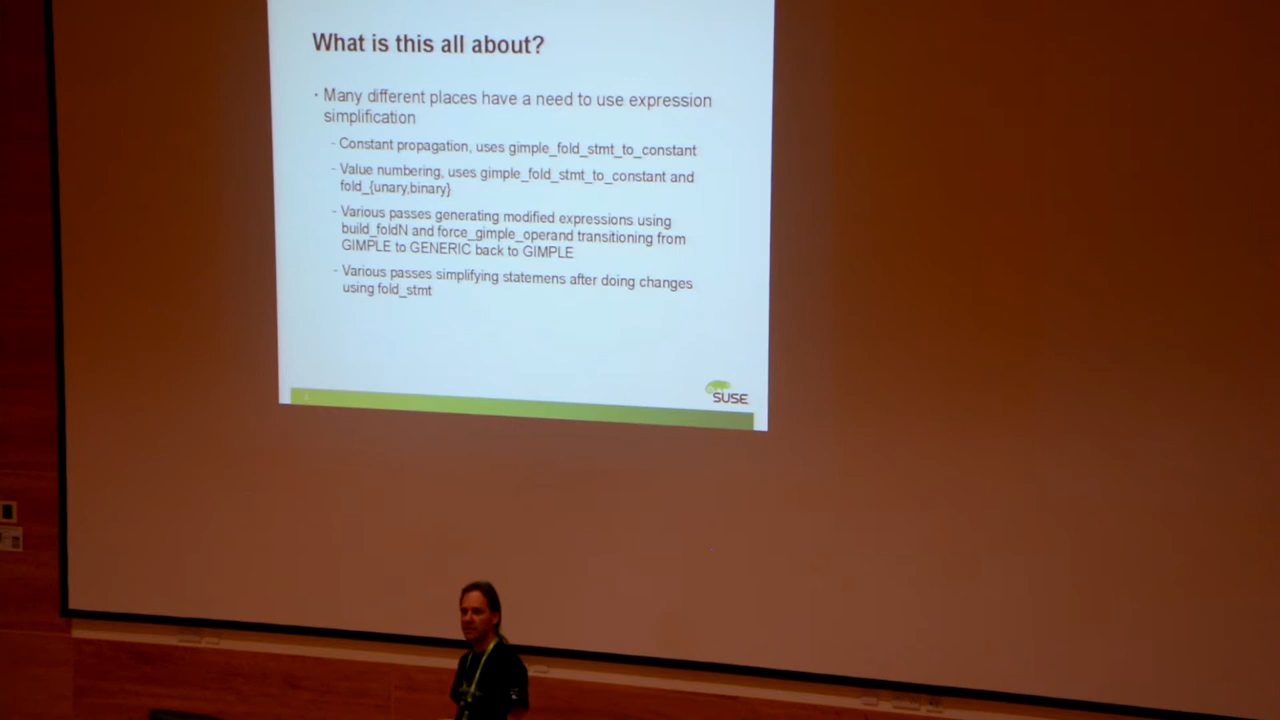 What is this all about?
· Many different places have a need to use expression
simplification
- Constant propagation, uses gimple_fold_stmt_to_constant
- Value numbering, uses gimple_fold_stmt_to_constant and
fold_{unary,binary}
- Various passes generating modified expressions using
build_foldN and force_gimple_operand transitioning from
GIMPLE to GENERIC back to GIMPLE
- Various passes simplifying statemens after doing changes
using fold_stmt
SUSE